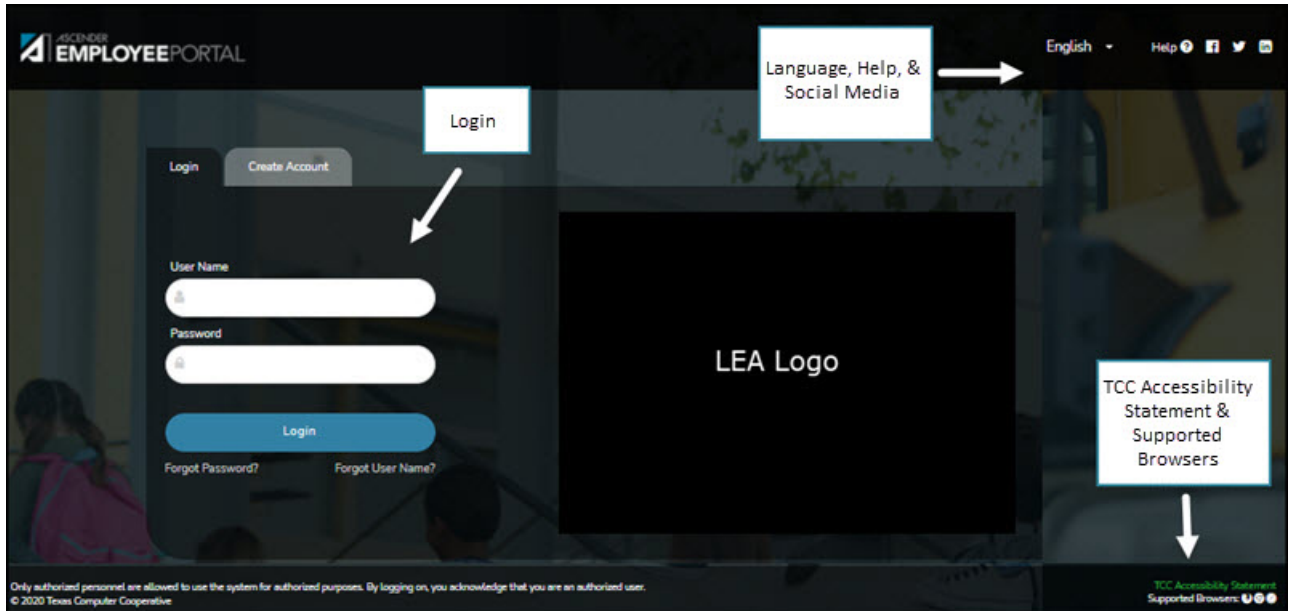 ASCENDER
EMPLOYEEPORTAL
English
Help
Language, Help, &
Social Media
Login
Login
Create Account
User Name
Password
Login
Forgot Password?
Forgot User Name?
LEA Logo
TCC Accessibility
Statement &
Supported
Browsers
Only authorized personnel are allowed to use the system for authorized purposes. By logging on, you acknowledge that you are an authorized user.
© 2020 Texas Computer Cooperative
TCC Accessibility Statement
Supported Browsers: